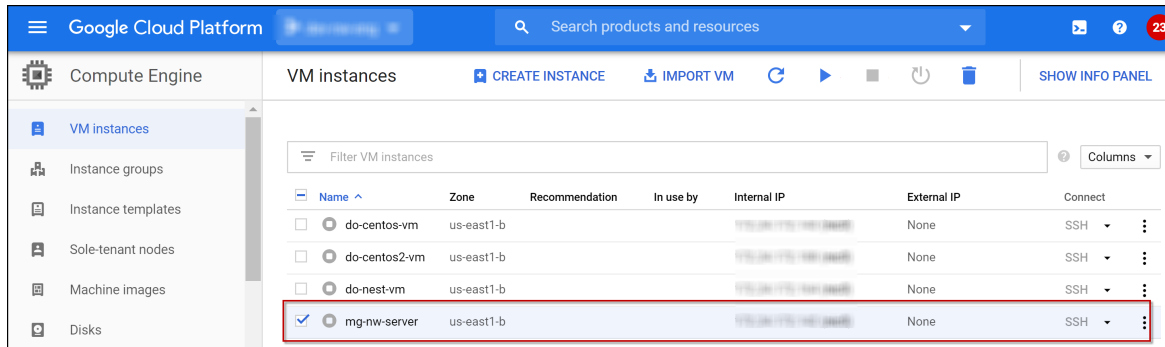 Google Cloud Platform
Search products and resources
?
23
Compute Engine
VM instances
CREATE INSTANCE
IMPORT VM
SHOW INFO PANEL
VM instances
Instance groups
Instance templates
Sole-tenant nodes
Machine images
Disks
Filter VM instances
?
Columns
Name Zone Recommendation In use by Internal IP External IP Connect
do-centos-vm us-east1-b None SSH
do-centos2-vm us-east1-b None SSH
do-nest-vm us-east1-b None SSH
mg-nw-server us-east1-b None SSH